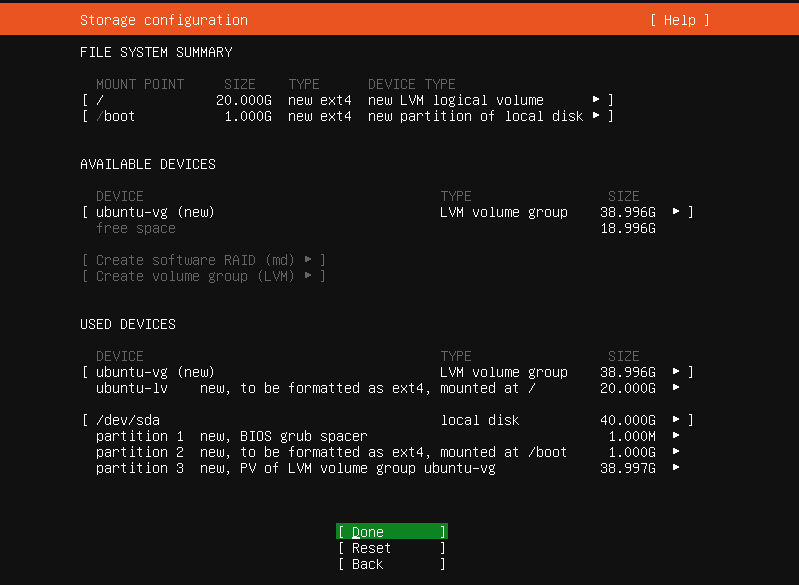 Storage configuration [ Help ]
FILE SYSTEM SUMMARY
MOUNT POINT SIZE TYPE DEVICE TYPE
[ / 20.000G new ext4 new LVM logical volume ▸ ]
[ /boot 1.000G new ext4 new partition of local disk ▸ ]
AVAILABLE DEVICES
DEVICE TYPE SIZE
[ ubuntu-vg (new) LVM volume group 38.996G ▸ ]
free space 18.996G
[ Create software RAID (md) ▸ ]
[ Create volume group (LVM) ▸ ]
USED DEVICES
DEVICE TYPE SIZE
[ ubuntu-vg (new) LVM volume group 38.996G ▸ ]
ubuntu-lv new, to be formatted as ext4, mounted at / 20.000G ▸
[ /dev/sda local disk 40.000G ▸ ]
partition 1 new, BIOS grub spacer 1.000M ▸
partition 2 new, to be formatted as ext4, mounted at /boot 1.000G ▸
partition 3 new, PV of LVM volume group ubuntu-vg 38.997G ▸
[ Done ]
[ Reset ]
[ Back ]